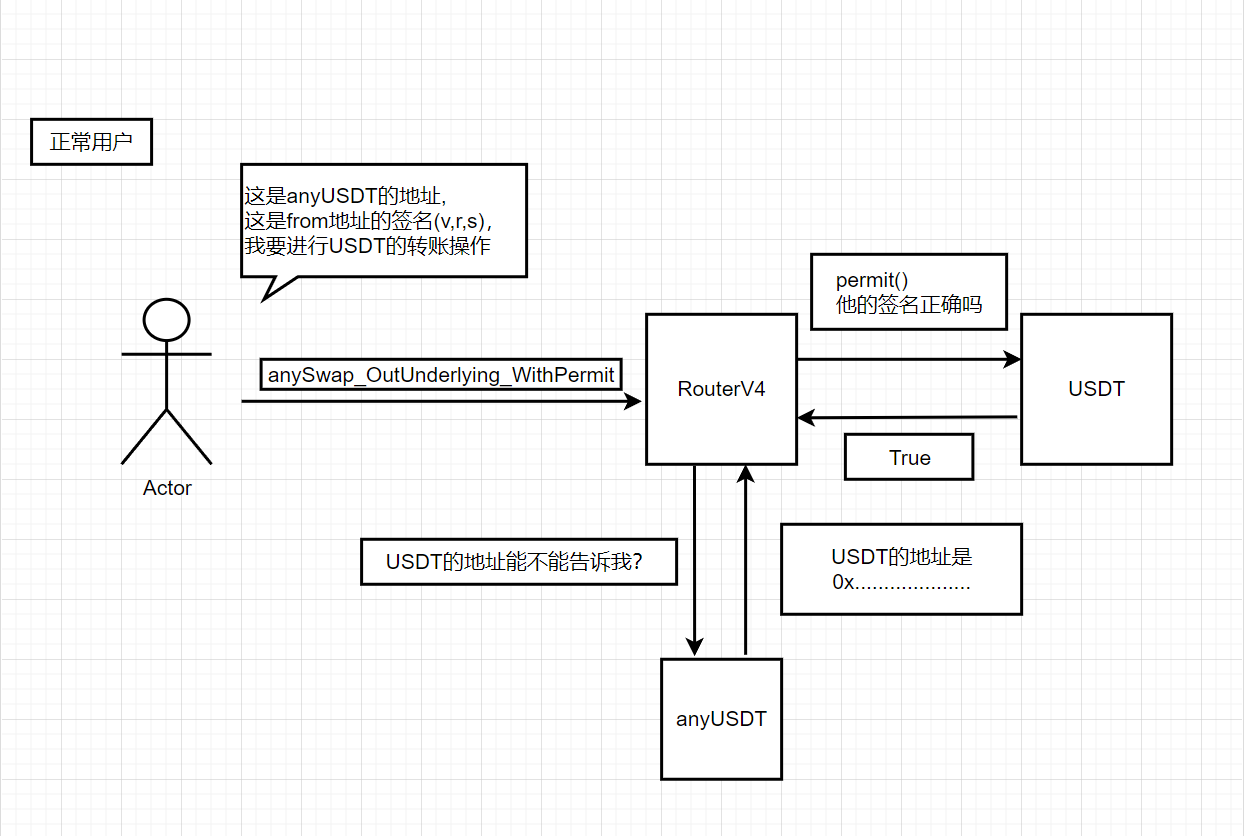 正常用户
这是anyUSDT的地址,
这是from地址的签名(v,r,s),
我要进行USDT的转账操作
permit()
他的签名正确吗
anySwap_OutUnderlying_WithPermit
RouterV4
USDT
True
Actor
USDT的地址能不能告诉我?
USDT的地址是
0x....................
anyUSDT